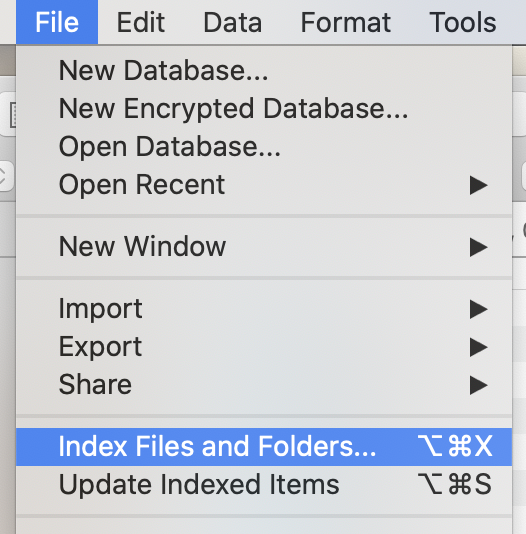 File Edit Data Format Tools
New Database...
New Encrypted Database...
Open Database...
Open Recent ▶
New Window ▶
Import ▶
Export ▶
Share ▶
Index Files and Folders... ⌥⌘X
Update Indexed Items ⌥⌘S